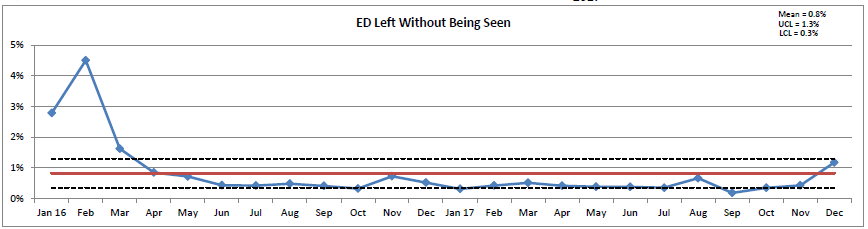 ED Left Without Being Seen
Mean = 0.8%
UCL = 1.3%
LCL = 0.3%
5%
4%
3%
2%
1%
0%
Jan 16 Feb Mar Apr May Jun Jul Aug Sep Oct Nov Dec Jan 17 Feb Mar Apr May Jun Jul Aug Sep Oct Nov Dec